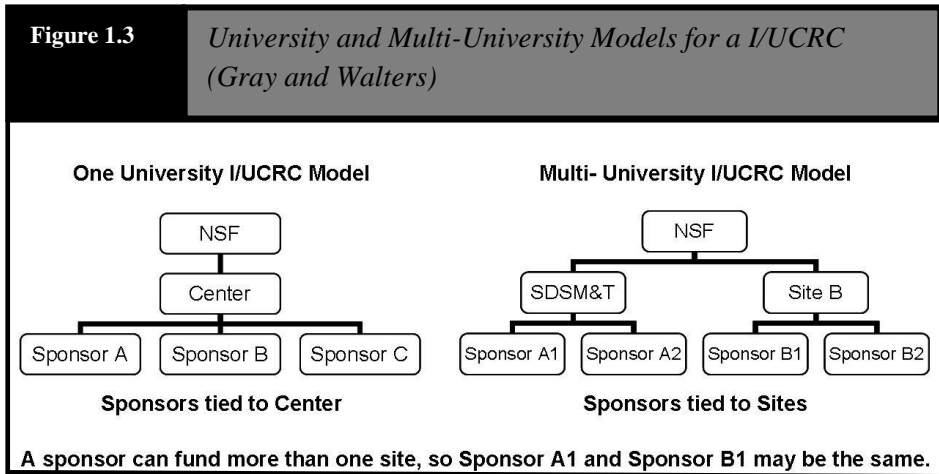 Figure 1.3
University and Multi-University Models for a I/UCRC
(Gray and Walters)
One University I/UCRC Model
NSF
Center
Sponsor A
Sponsor B
Sponsor C
Sponsors tied to Center
Multi- University I/UCRC Model
NSF
SDSM&T
Site B
Sponsor A1
Sponsor A2
Sponsor B1
Sponsor B2
Sponsors tied to Sites
A sponsor can fund more than one site, so Sponsor A1 and Sponsor B1 may be the same.